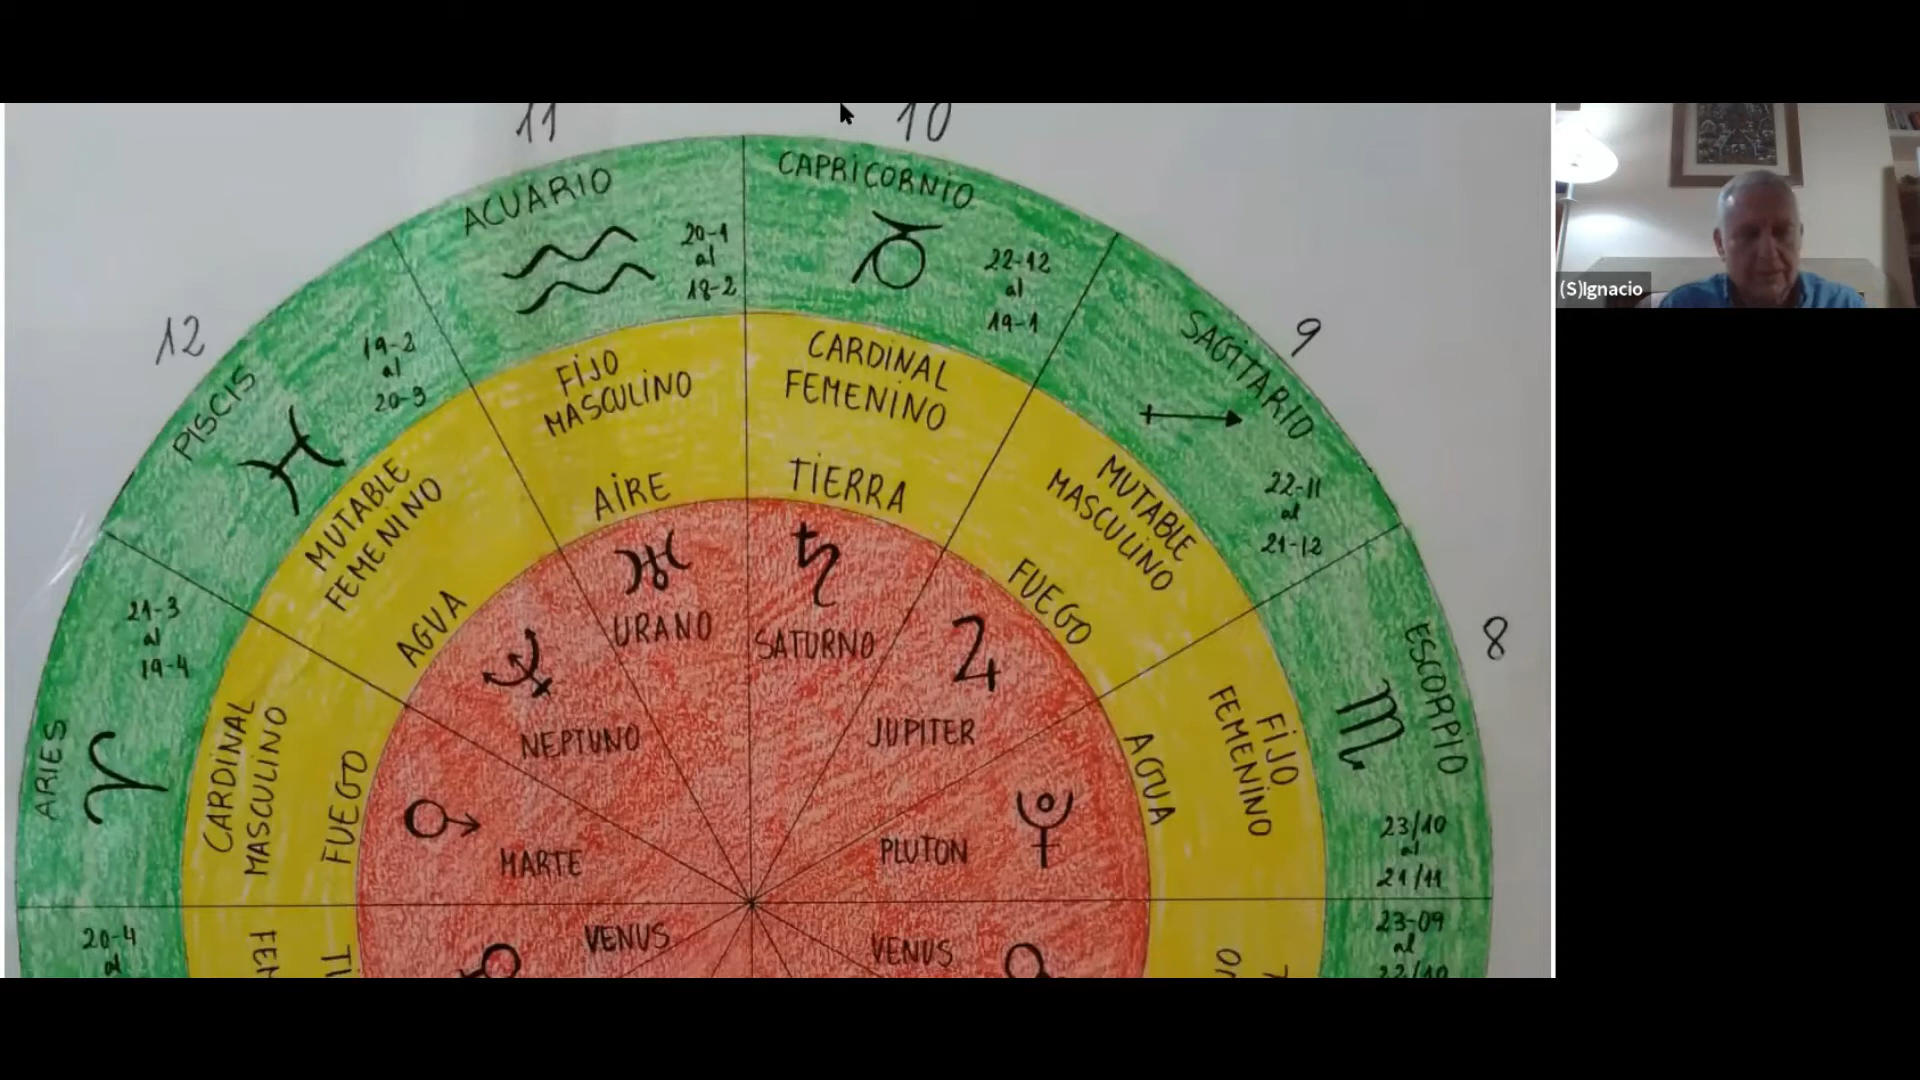 11
10
ACUARIO
20-1
al
18-2
CAPRICORNIO
22-12
al
19-1
12
PISCIS
19-2
al
20-3
SAGITARIO
9
22-11
al
21-12
FIJO
MASCULINO
AIRE
CARDINAL
FEMENINO
TIERRA
MUTABLE
FEMENINO
AGUA
MUTABLE
MASCULINO
FUEGO
ARIES
21-3
al
19-4
CARDINAL
MASCULINO
FUEGO
ESCORPIO
8
23/10
al
21/11
FIJO
FEMENINO
AGUA
URANO
SATURNO
NEPTUNO
JUPITER
MARTE
PLUTON
VENUS
VENUS
20-4
al
23-09
al
22/10
(S)Ignacio